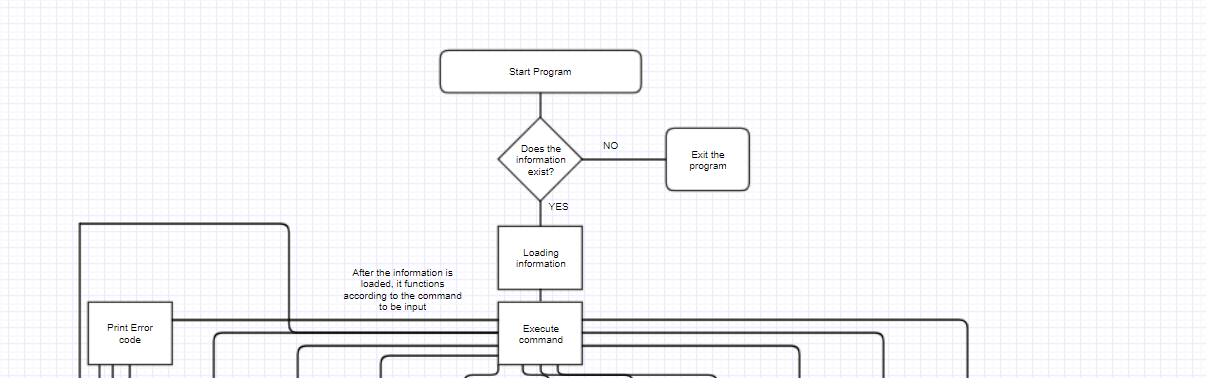 Start Program
Does the
information
exist?
NO
Exit the
program
YES
Loading
information
After the information is
loaded, it functions
according to the command
to be input
Print Error
code
Execute
command